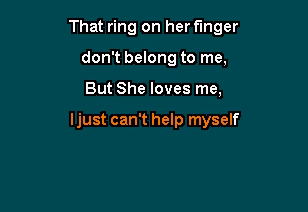 That ring on her finger
don't belong to me,
But She loves me,
I just can't help myself